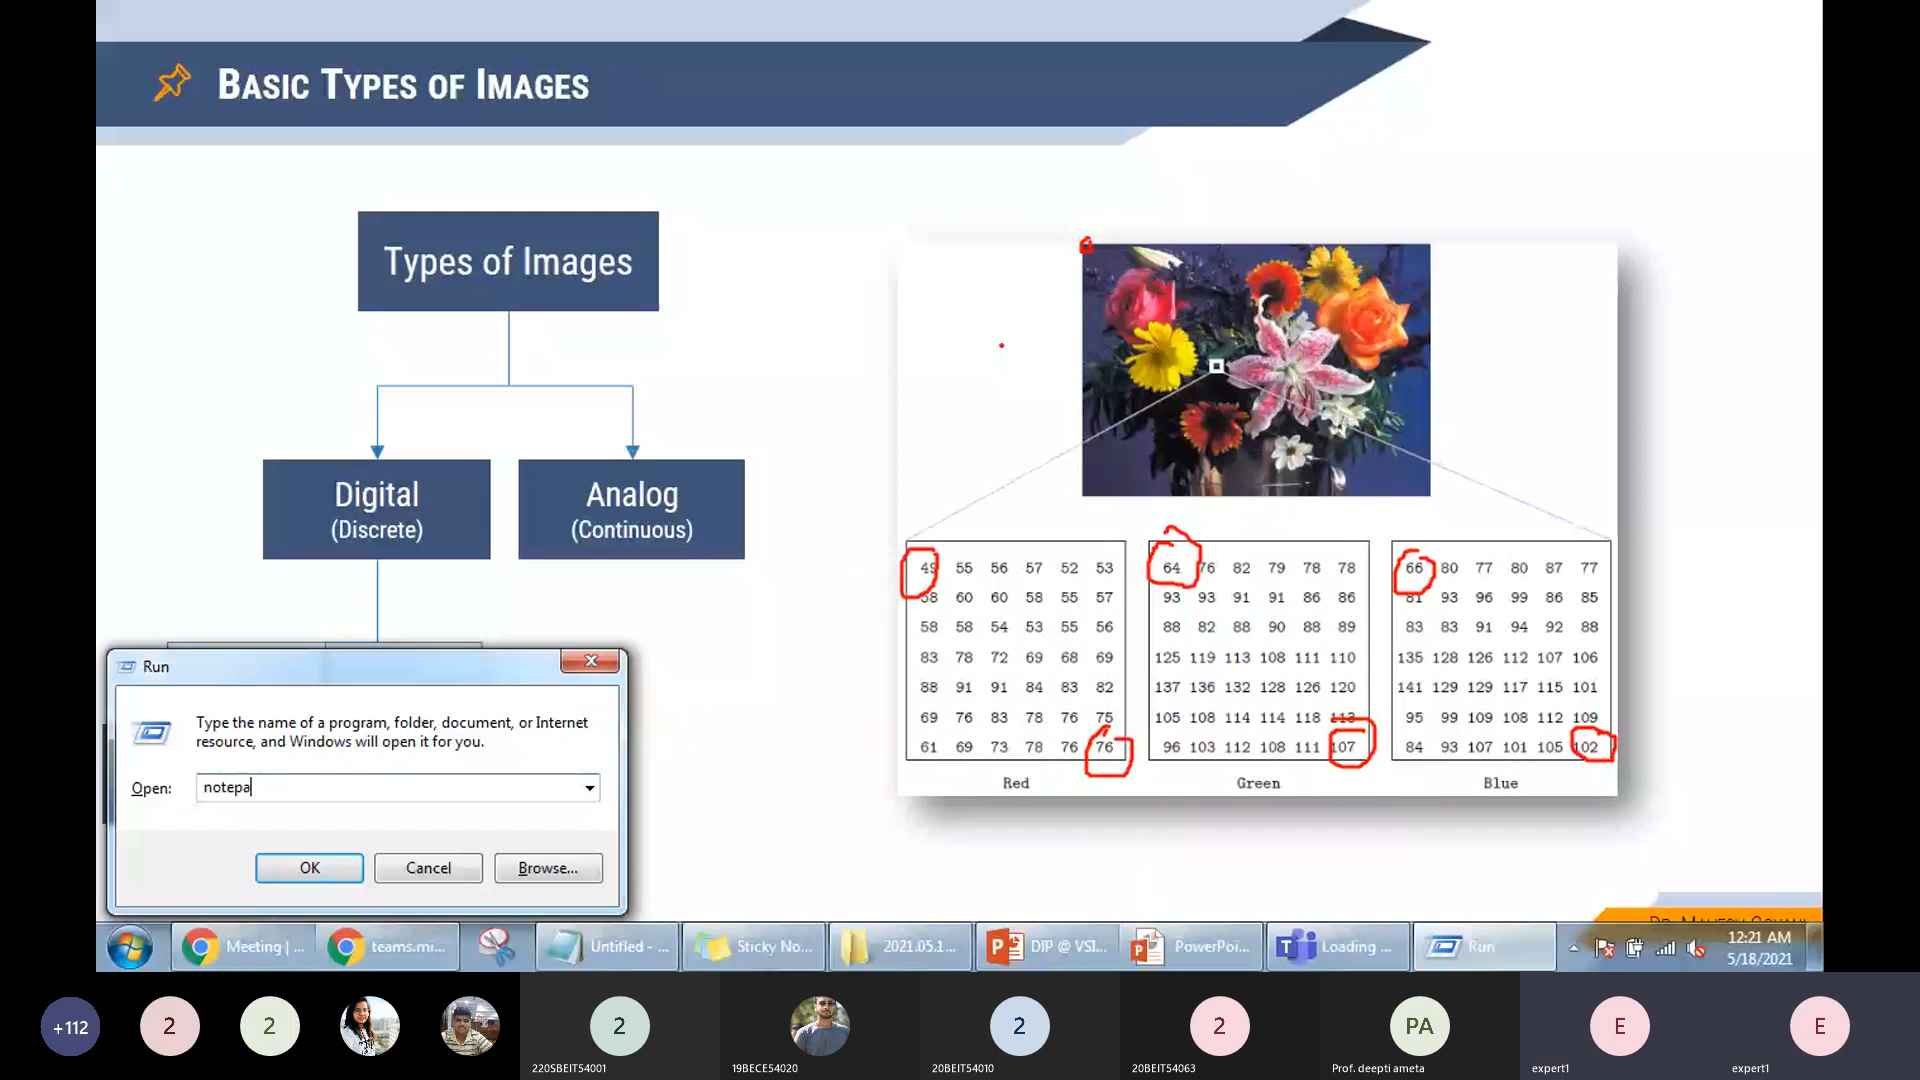 BASIC TYPES OF IMAGES
Types of Images
Digital
(Discrete)
Analog
(Continuous)
49 55 56 57 52 53
58 60 60 58 55 57
58 58 54 53 55 56
83 78 72 69 68 69
88 91 91 84 83 82
69 76 83 78 76 75
61 69 73 78 76 76
Red
64 76 82 79 78 78
93 93 91 91 86 86
88 82 88 90 88 89
125 119 113 108 111 110
137 136 132 128 126 120
105 108 114 114 118 113
96 103 112 108 111 107
Green
66 80 77 80 87 77
81 93 96 99 86 85
83 83 91 94 92 88
135 128 126 112 107 106
141 129 129 117 115 101
95 99 109 108 112 109
84 93 107 101 105 102
Blue
Run
Type the name of a program, folder, document, or Internet
resource, and Windows will open it for you.
Open: notepa
OK Cancel Browse...
Meeting | ... teams.mi... Untitled - ... Sticky No... 2021.05.1... DIP @ VSI... PowerPoi... Loading ... Run
12:21 AM
5/18/2021
+112 2 2 2 2 2 PA E E
220SBEIT54001 19BECE54020 20BEIT54010 20BEIT54063 Prof. deepti ameta expert1 expert1